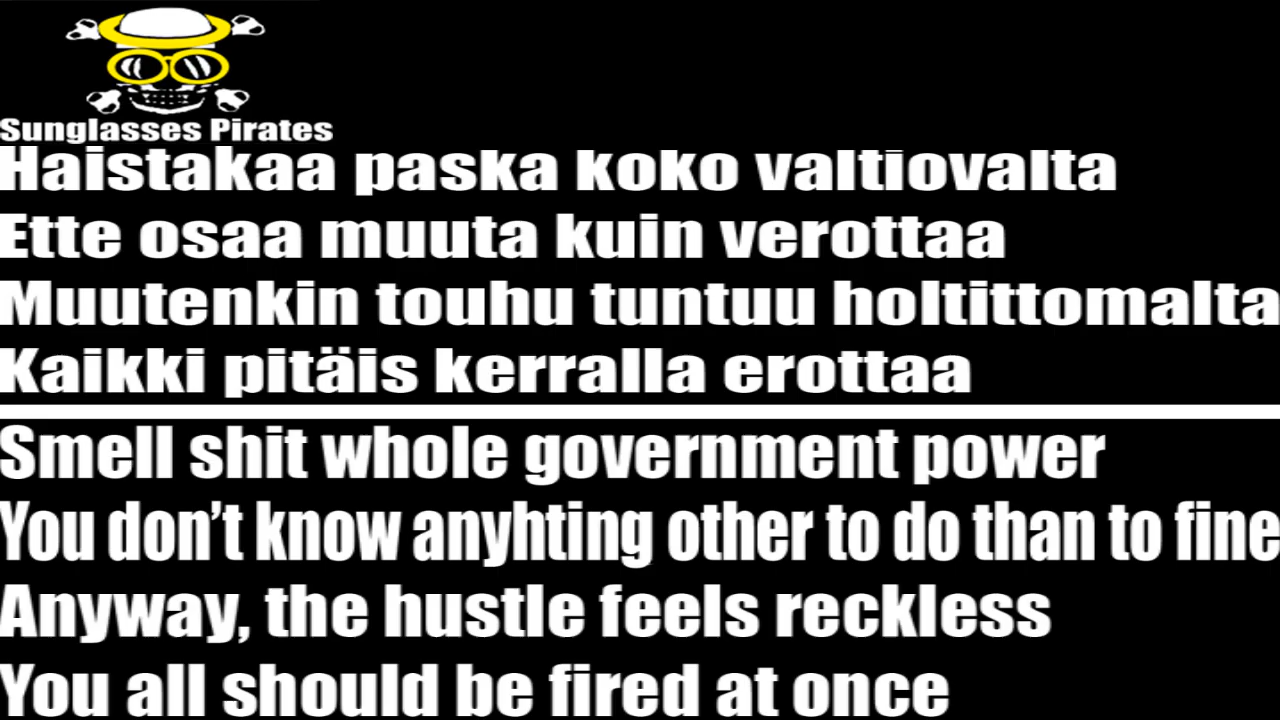 Sunglasses Pirates
Haistakaa paska koko valtiovalta
Ette osaa muuta kuin verottaa
Muutenkin touhu tuntuu holtittomalta
Kaikki pitäis kerralla erottaa
Smell shit whole government power
You don’t know anyhting other to do than to fine
Anyway, the hustle feels reckless
You all should be fired at once